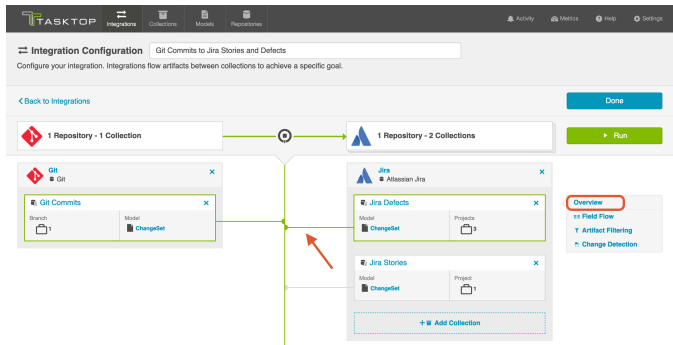 TASKTOP
Integrations
Collections
Models
Repositories
Activity
Metrics
Help
Settings
Integration Configuration
Git Commits to Jira Stories and Defects
Configure your integration. Integrations flow artifacts between collections to achieve a specific goal.
Back to Integrations
Done
1 Repository - 1 Collection
1 Repository - 2 Collections
Run
Git
Git
Jira
Atlassian Jira
Git Commits
Branch
1
Model
ChangeSet
Jira Defects
Model
ChangeSet
Projects
3
Jira Stories
Model
ChangeSet
Project
1
Add Collection
Overview
Field Flow
Artifact Filtering
Change Detection